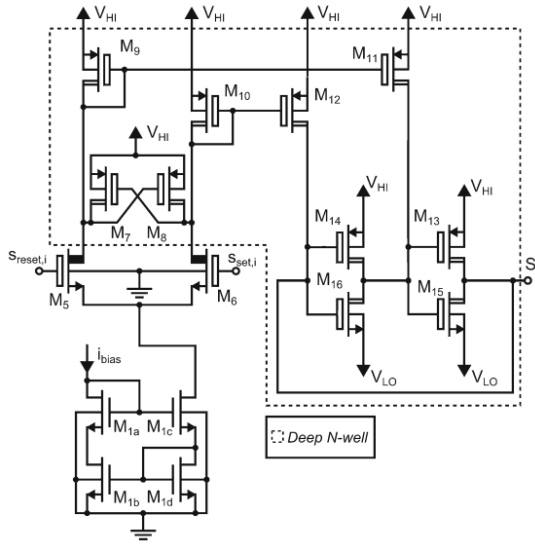 V_HI V_HI V_HI V_HI
M_9 M_11
M_10 M_12
V_HI
V_HI V_HI
M_7 M_8 M_14 M_13
s_reset,i s_set,i S
M_5 M_6 M_16 M_15
i_bias V_LO V_LO
M_1a M_1c
Deep N-well
M_1b M_1d